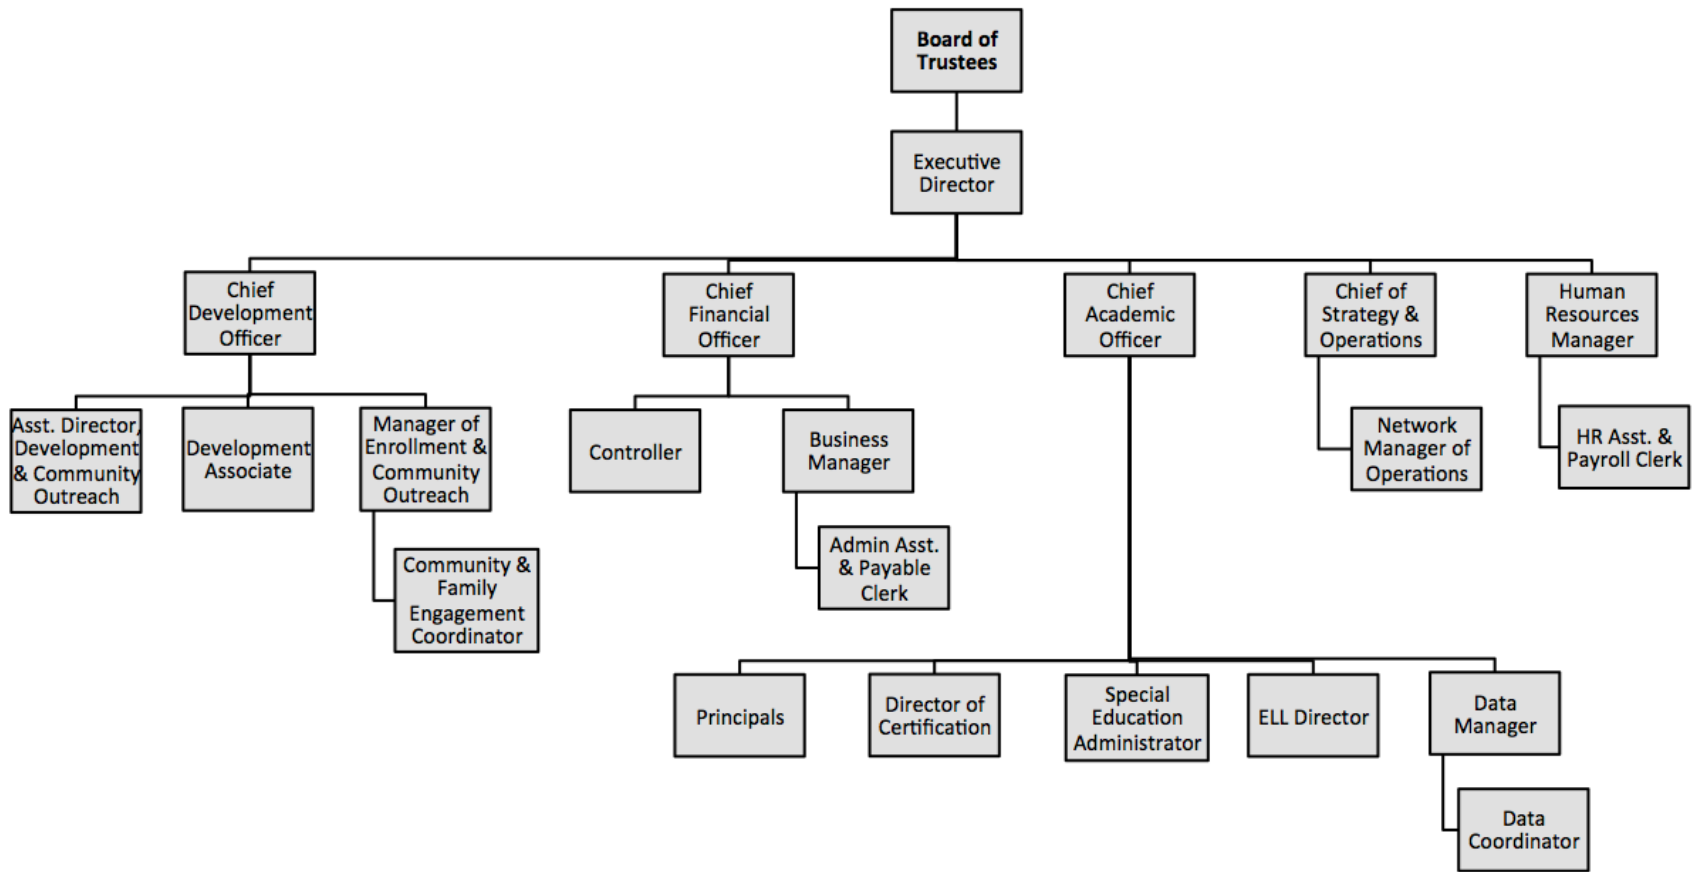 Board of
Trustees
Executive
Director
Chief
Development
Officer
Chief
Financial
Officer
Chief
Academic
Officer
Chief of
Strategy &
Operations
Human
Resources
Manager
Asst. Director,
Development
& Community
Outreach
Development
Associate
Manager of
Enrollment &
Community
Outreach
Controller
Business
Manager
Network
Manager of
Operations
HR Asst. &
Payroll Clerk
Community &
Family
Engagement
Coordinator
Admin Asst.
& Payable
Clerk
Principals
Director of
Certification
Special
Education
Administrator
ELL Director
Data
Manager
Data
Coordinator